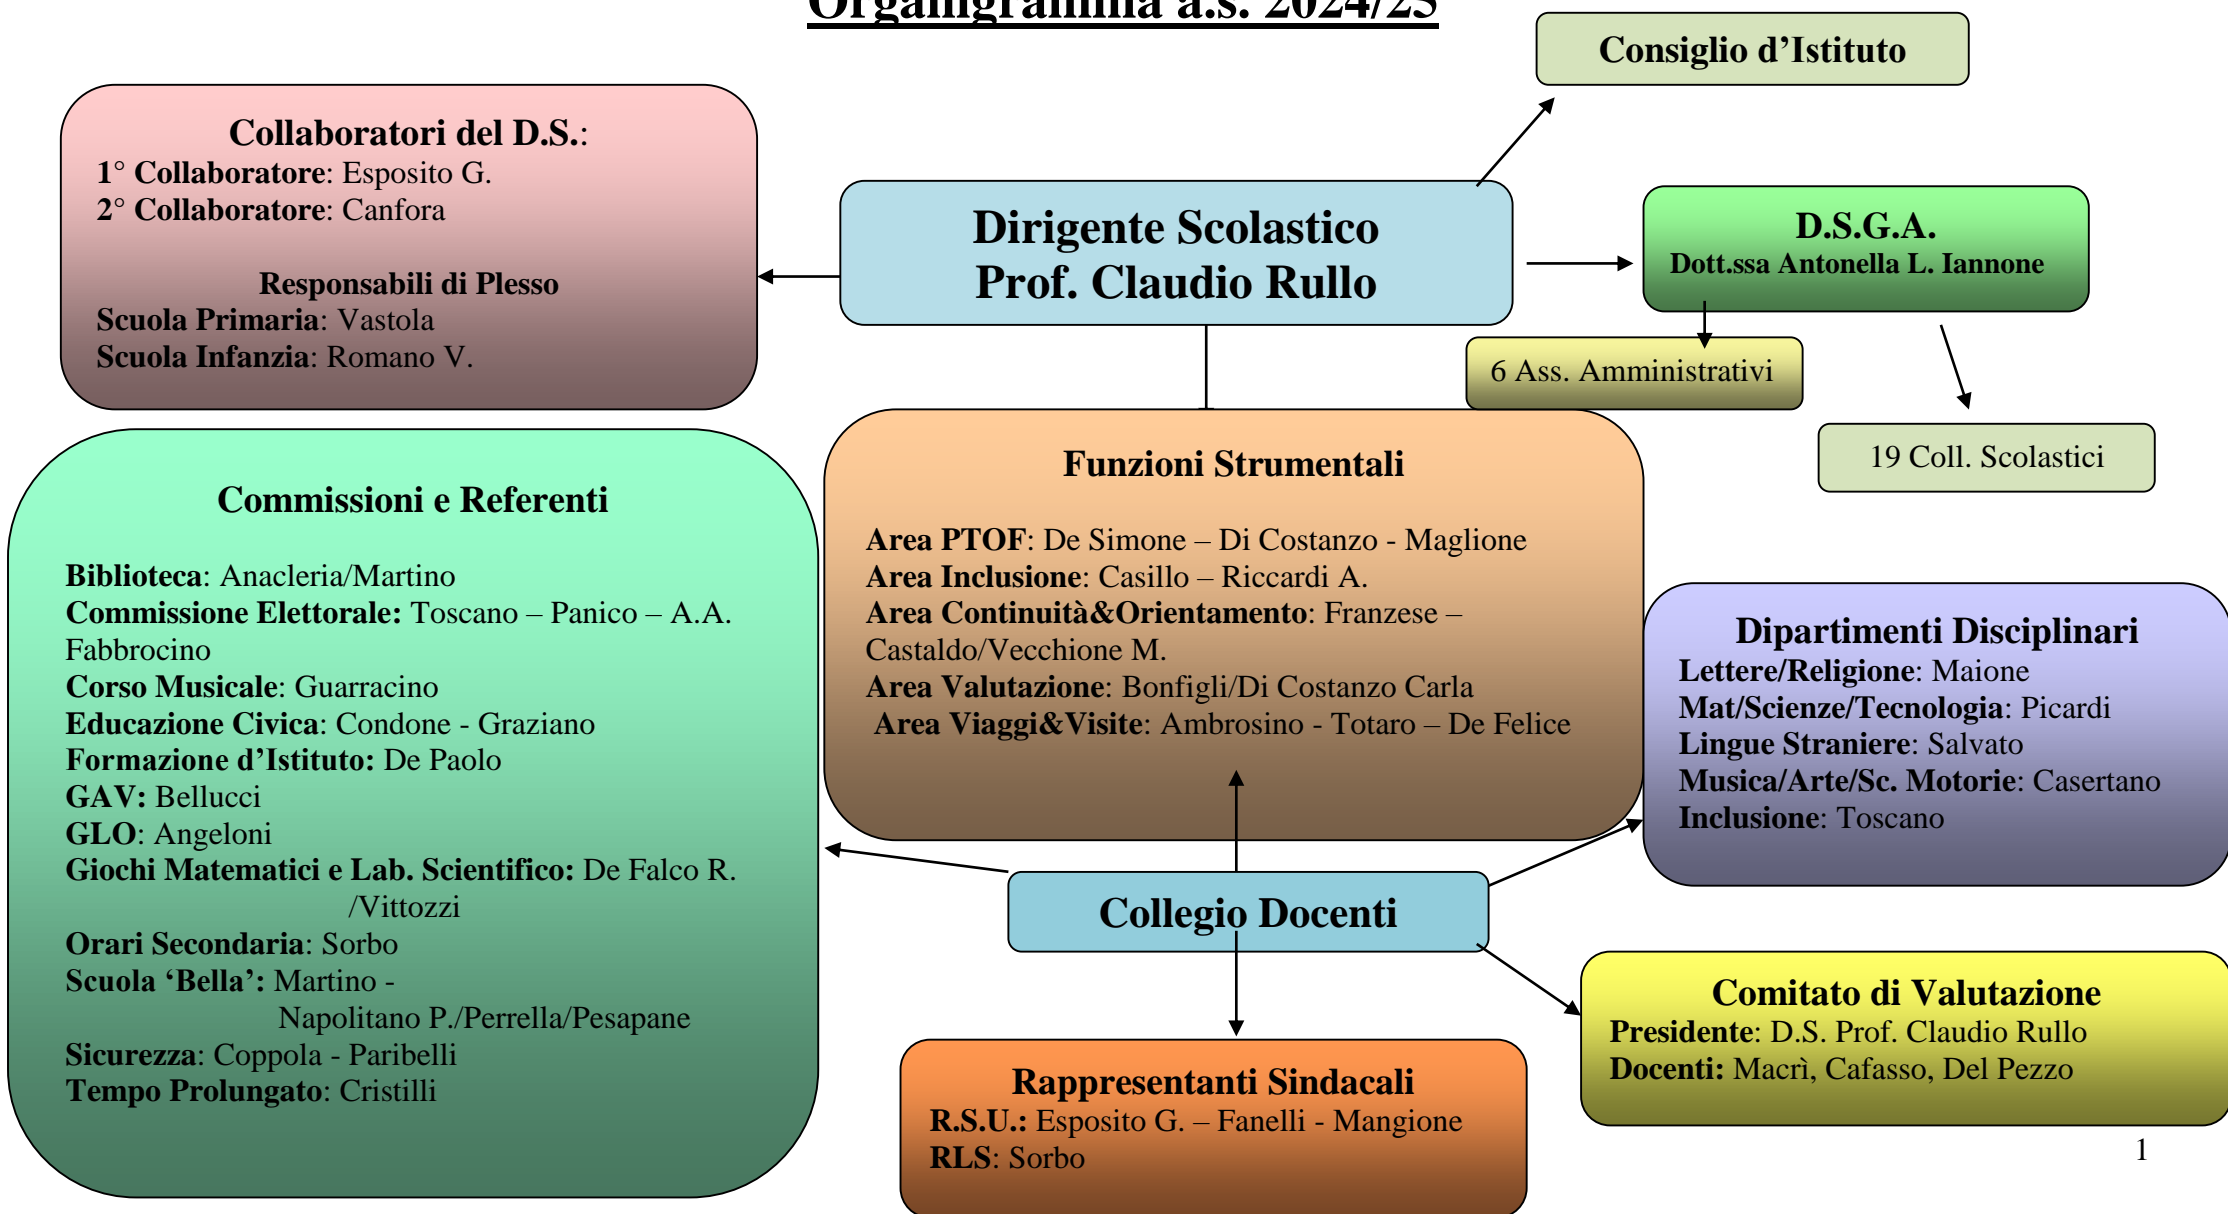 Organigramma a.s. 2024/25
Consiglio d’Istituto
Collaboratori del D.S.:
1° Collaboratore: Esposito G.
2° Collaboratore: Canfora
Responsabili di Plesso
Scuola Primaria: Vastola
Scuola Infanzia: Romano V.
Dirigente Scolastico
Prof. Claudio Rullo
D.S.G.A.
Dott.ssa Antonella L. Iannone
6 Ass. Amministrativi
19 Coll. Scolastici
Commissioni e Referenti
Biblioteca: Anacleria/Martino
Commissione Elettorale: Toscano – Panico – A.A.
Fabbrocino
Corso Musicale: Guarracino
Educazione Civica: Condone - Graziano
Formazione d’Istituto: De Paolo
GAV: Bellucci
GLO: Angeloni
Giochi Matematici e Lab. Scientifico: De Falco R.
/Vittozzi
Orari Secondaria: Sorbo
Scuola ‘Bella’: Martino -
Napolitano P./Perrella/Pesapane
Sicurezza: Coppola - Paribelli
Tempo Prolungato: Cristilli
Funzioni Strumentali
Area PTOF: De Simone – Di Costanzo - Maglione
Area Inclusione: Casillo – Riccardi A.
Area Continuità&Orientamento: Franzese –
Castaldo/Vecchione M.
Area Valutazione: Bonfigli/Di Costanzo Carla
Area Viaggi&Visite: Ambrosino - Totaro – De Felice
Dipartimenti Disciplinari
Lettere/Religione: Maione
Mat/Scienze/Tecnologia: Picardi
Lingue Straniere: Salvato
Musica/Arte/Sc. Motorie: Casertano
Inclusione: Toscano
Collegio Docenti
Comitato di Valutazione
Presidente: D.S. Prof. Claudio Rullo
Docenti: Macrì, Cafasso, Del Pezzo
Rappresentanti Sindacali
R.S.U.: Esposito G. – Fanelli - Mangione
RLS: Sorbo
1